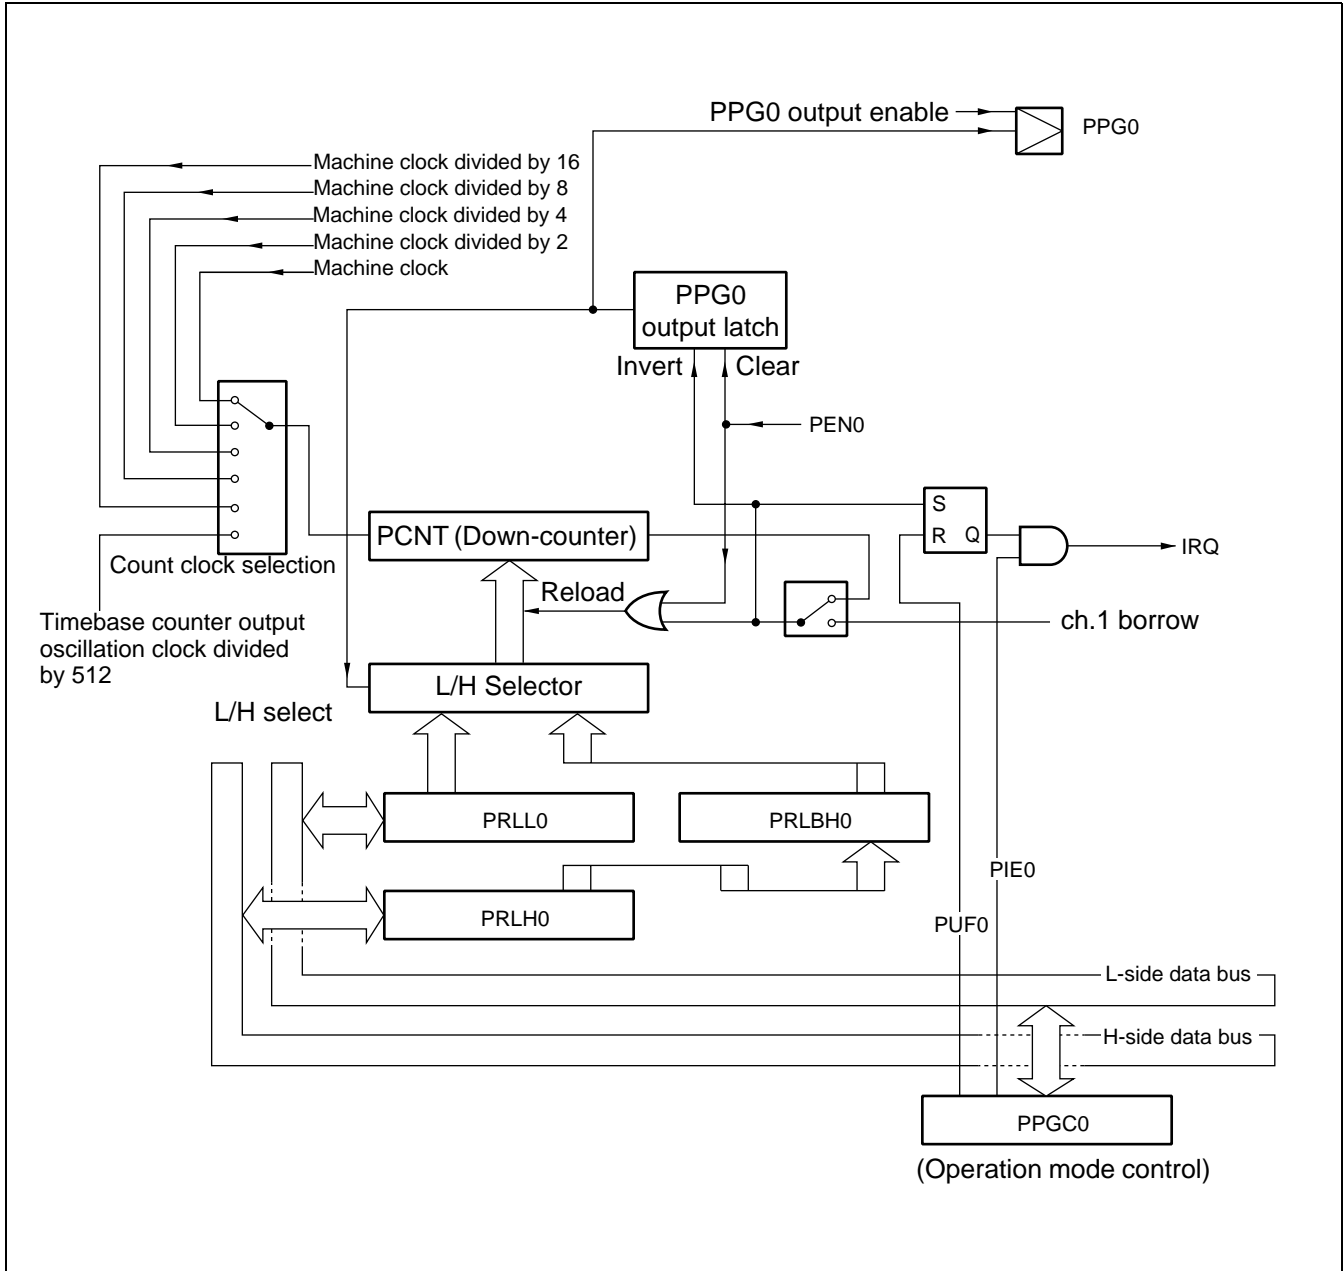 PPG0 output enable
PPG0
Machine clock divided by 16
Machine clock divided by 8
Machine clock divided by 4
Machine clock divided by 2
Machine clock
PPG0
output latch
Invert
Clear
PEN0
S
R
Q
IRQ
PCNT (Down-counter)
Count clock selection
Reload
ch.1 borrow
Timebase counter output
oscillation clock divided
by 512
L/H Selector
L/H select
PRLL0
PRLBH0
PIE0
PRLH0
PUF0
L-side data bus
H-side data bus
PPGC0
(Operation mode control)